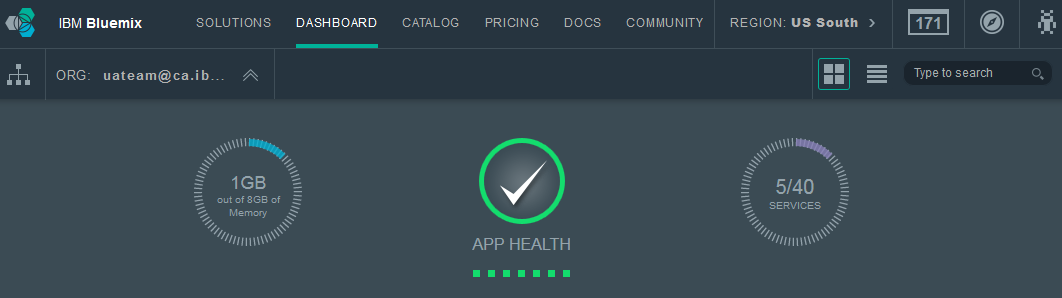 IBM Bluemix SOLUTIONS DASHBOARD CATALOG PRICING DOCS COMMUNITY REGION: US South 171
ORG: uateam@ca.ib... Type to search
1GB
out of 8GB of
Memory
APP HEALTH
5/40
SERVICES